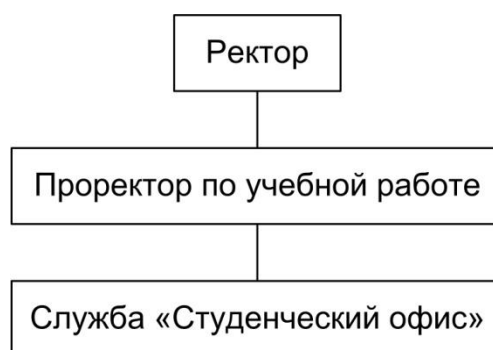 Ректор
Проректор по учебной работе
Служба «Студенческий офис»